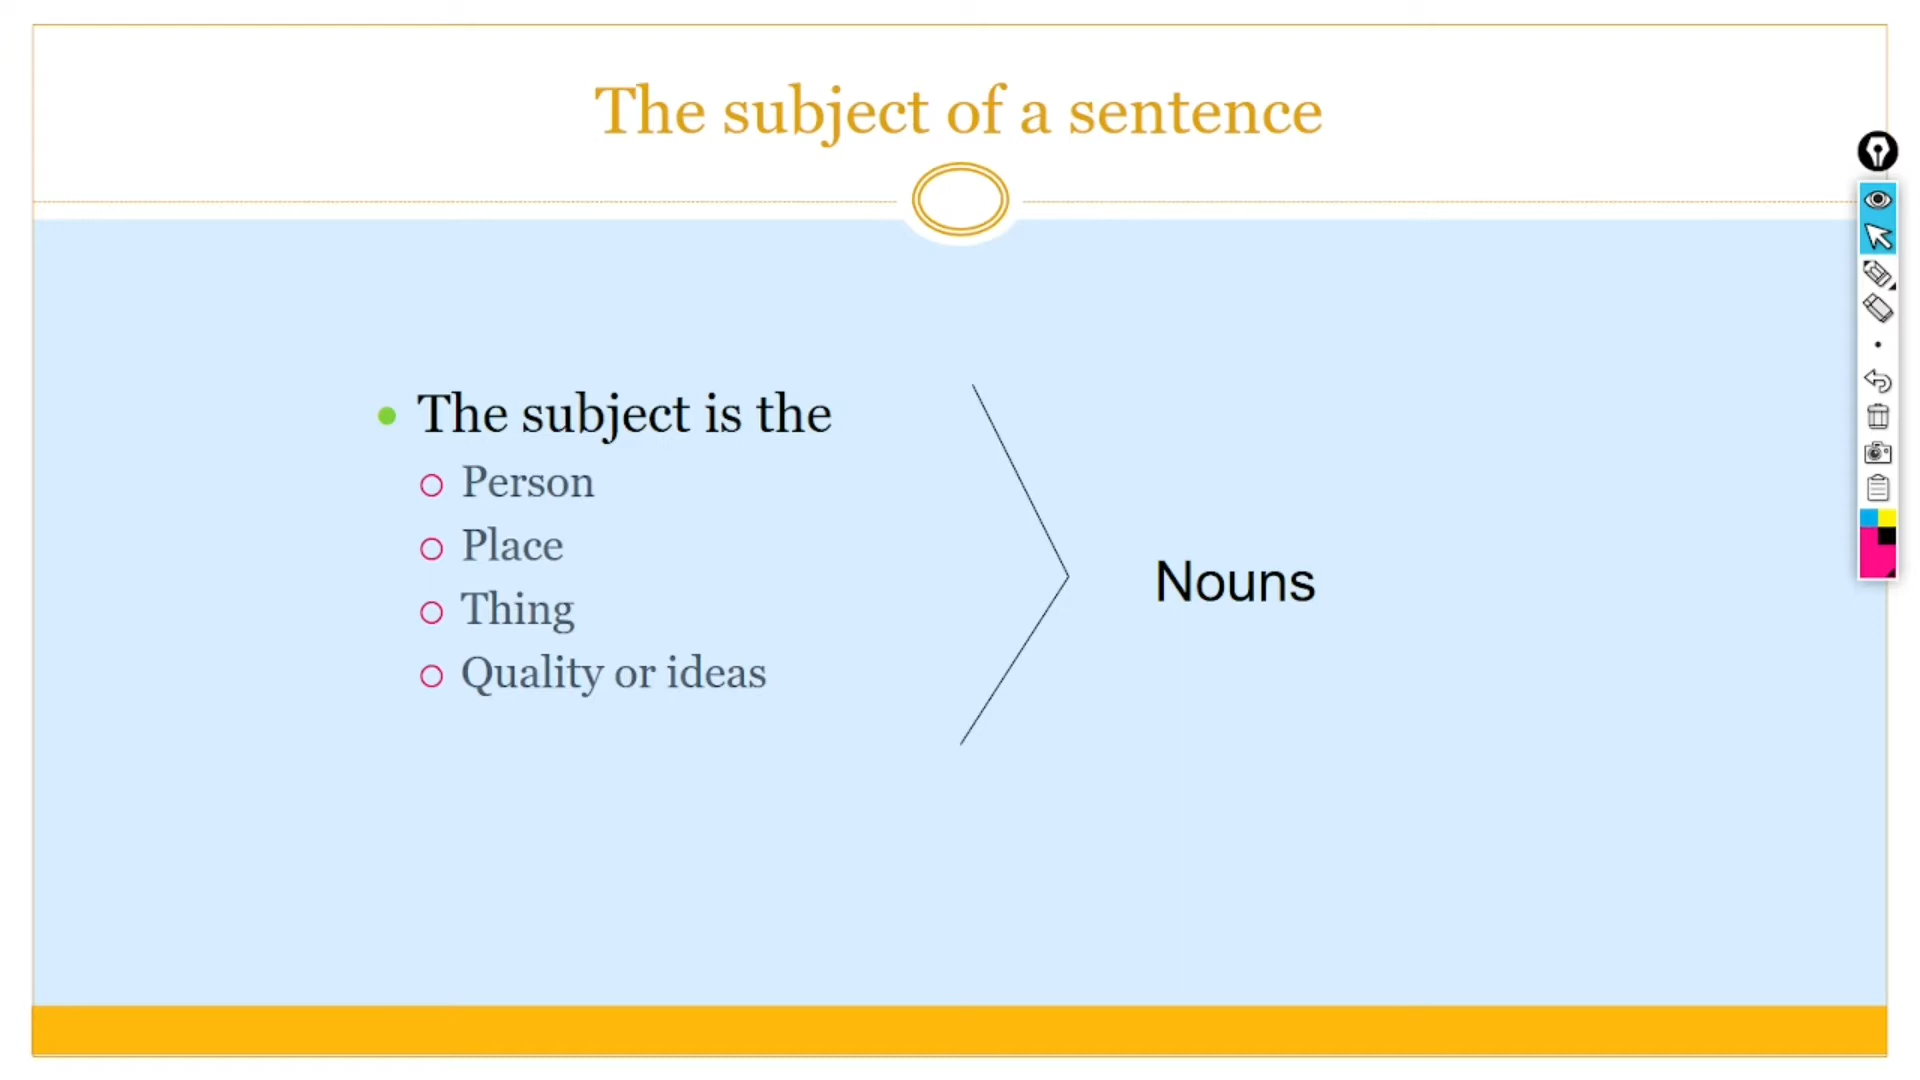 The subject of a sentence
The subject is the
Person
Place
Thing
Quality or ideas
Nouns